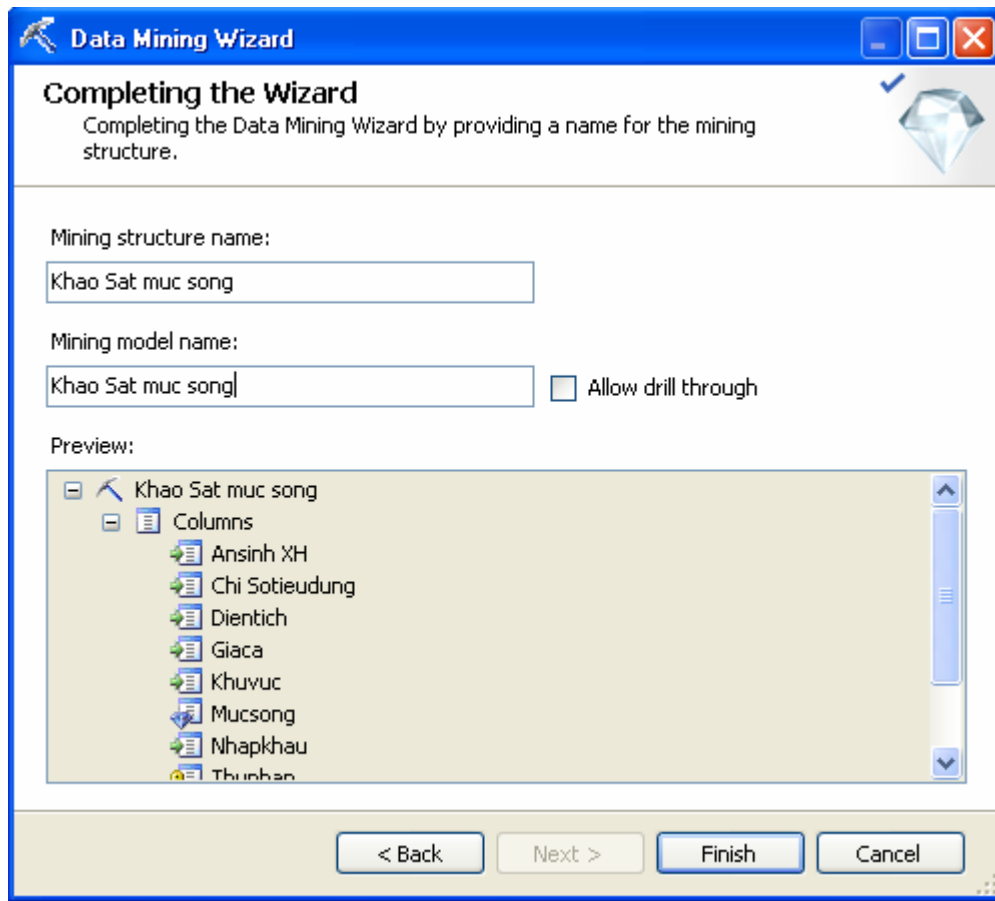 Data Mining Wizard
Completing the Wizard
Completing the Data Mining Wizard by providing a name for the mining
structure.
Mining structure name:
Khao Sat muc song
Mining model name:
Khao Sat muc song
Allow drill through
Preview:
Khao Sat muc song
Columns
Ansinh XH
Chi Sotieudung
Dientich
Giaca
Khuvuc
Mucsong
Nhapkhau
Thunhap
< Back
Next >
Finish
Cancel